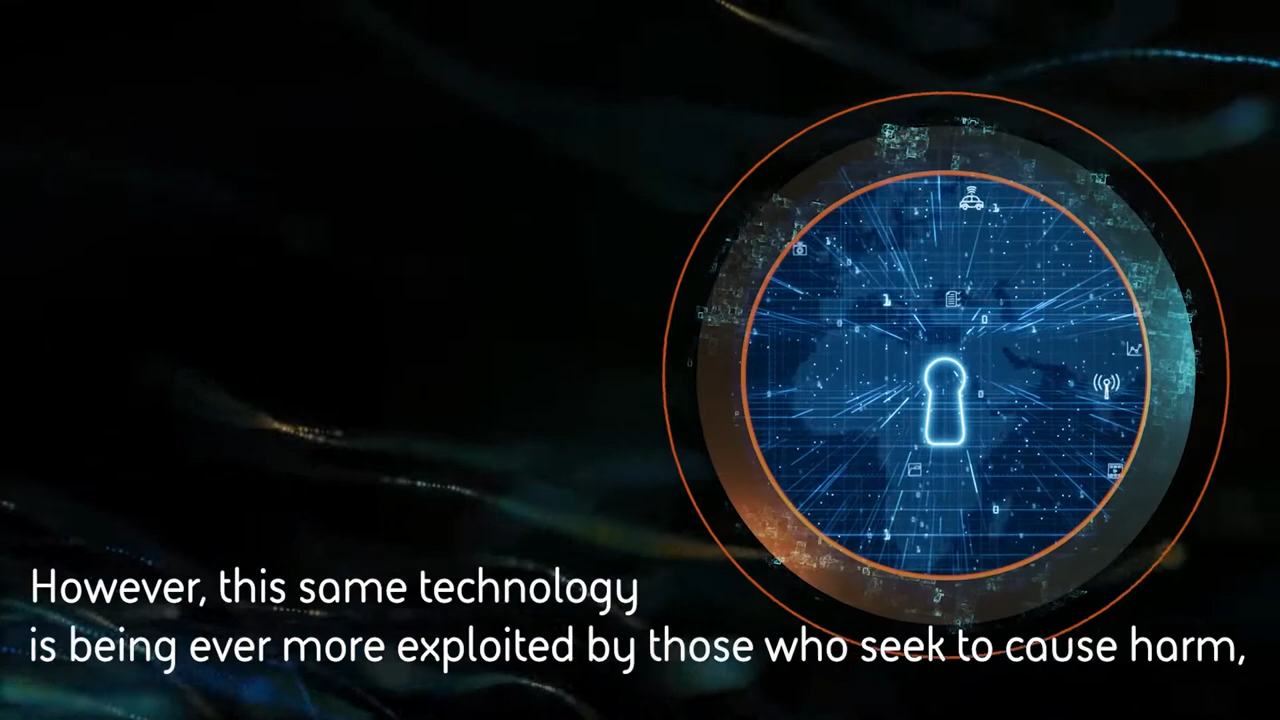 However, this same technology
is being ever more exploited by those who seek to cause harm,